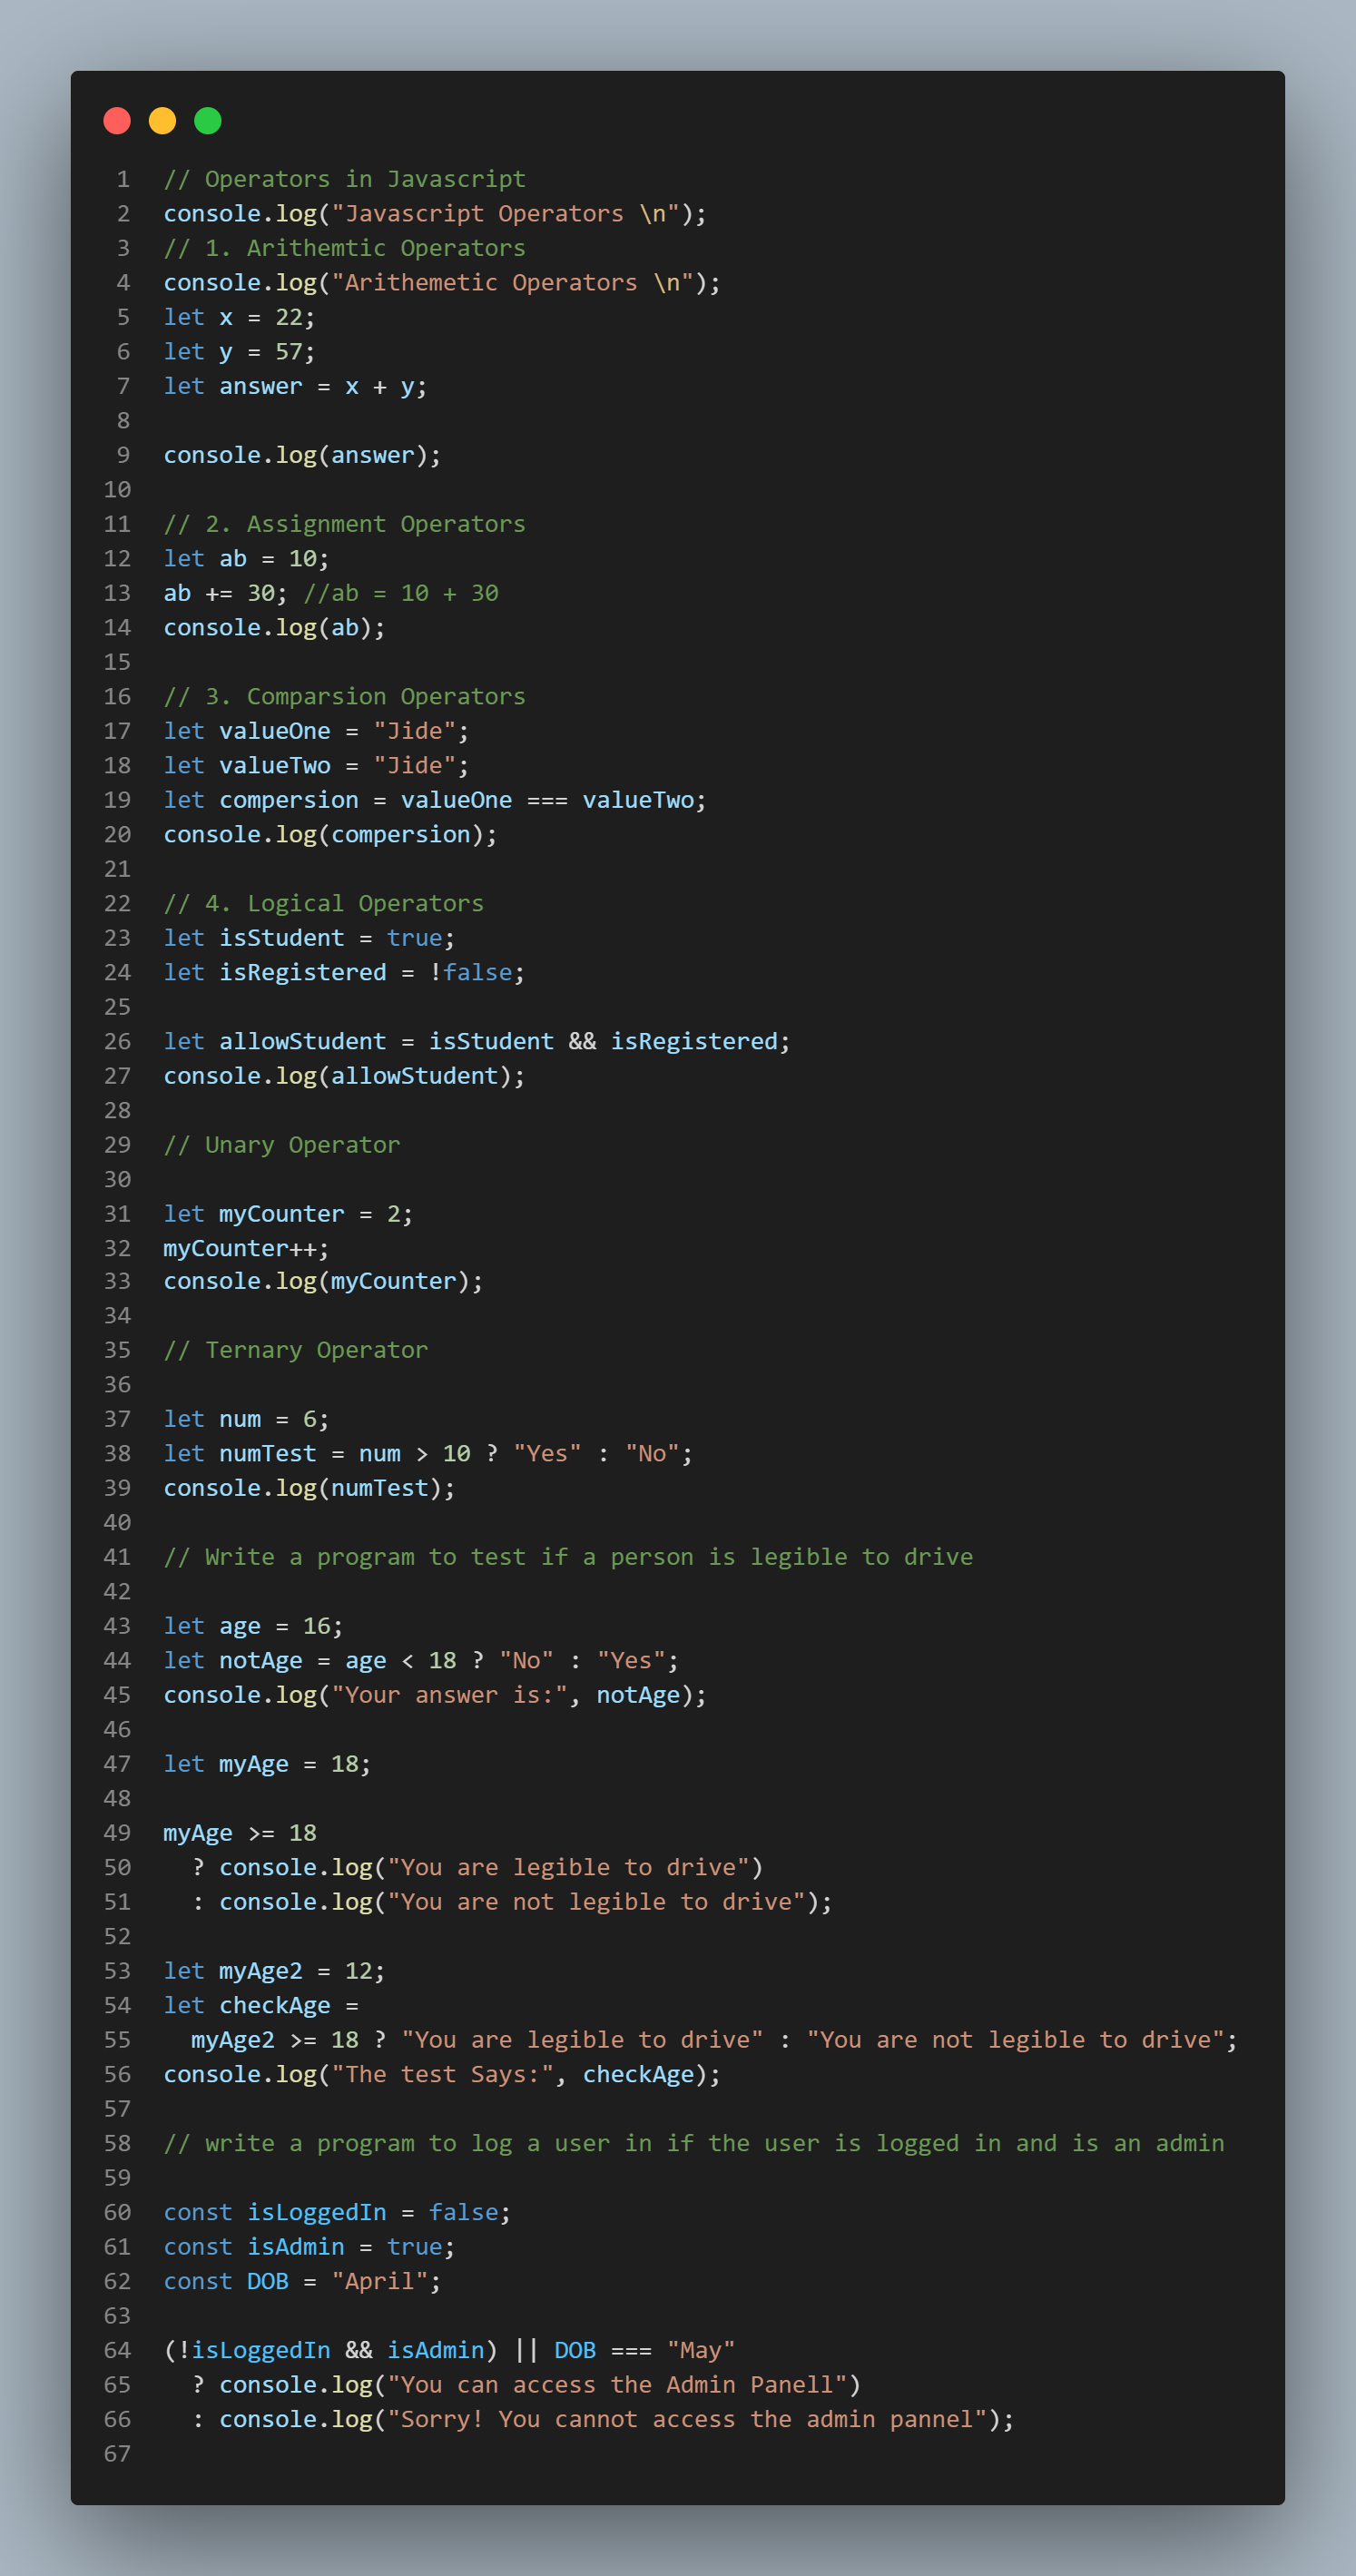 1 // Operators in Javascript
2 console.log("Javascript Operators \n");
3 // 1. Arithemtic Operators
4 console.log("Arithemetic Operators \n");
5 let x = 22;
6 let y = 57;
7 let answer = x + y;
8
9 console.log(answer);
10
11 // 2. Assignment Operators
12 let ab = 10;
13 ab += 30; //ab = 10 + 30
14 console.log(ab);
15
16 // 3. Comparsion Operators
17 let valueOne = "Jide";
18 let valueTwo = "Jide";
19 let compersion = valueOne === valueTwo;
20 console.log(compersion);
21
22 // 4. Logical Operators
23 let isStudent = true;
24 let isRegistered = !false;
25
26 let allowStudent = isStudent && isRegistered;
27 console.log(allowStudent);
28
29 // Unary Operator
30
31 let myCounter = 2;
32 myCounter++;
33 console.log(myCounter);
34
35 // Ternary Operator
36
37 let num = 6;
38 let numTest = num > 10 ? "Yes" : "No";
39 console.log(numTest);
40
41 // Write a program to test if a person is legible to drive
42
43 let age = 16;
44 let notAge = age < 18 ? "No" : "Yes";
45 console.log("Your answer is:", notAge);
46
47 let myAge = 18;
48
49 myAge >= 18
50   ? console.log("You are legible to drive")
51   : console.log("You are not legible to drive");
52
53 let myAge2 = 12;
54 let checkAge =
55   myAge2 >= 18 ? "You are legible to drive" : "You are not legible to drive";
56 console.log("The test Says:", checkAge);
57
58 // write a program to log a user in if the user is logged in and is an admin
59
60 const isLoggedIn = false;
61 const isAdmin = true;
62 const DOB = "April";
63
64 (!isLoggedIn && isAdmin) || DOB === "May"
65   ? console.log("You can access the Admin Panell")
66   : console.log("Sorry! You cannot access the admin pannel");
67